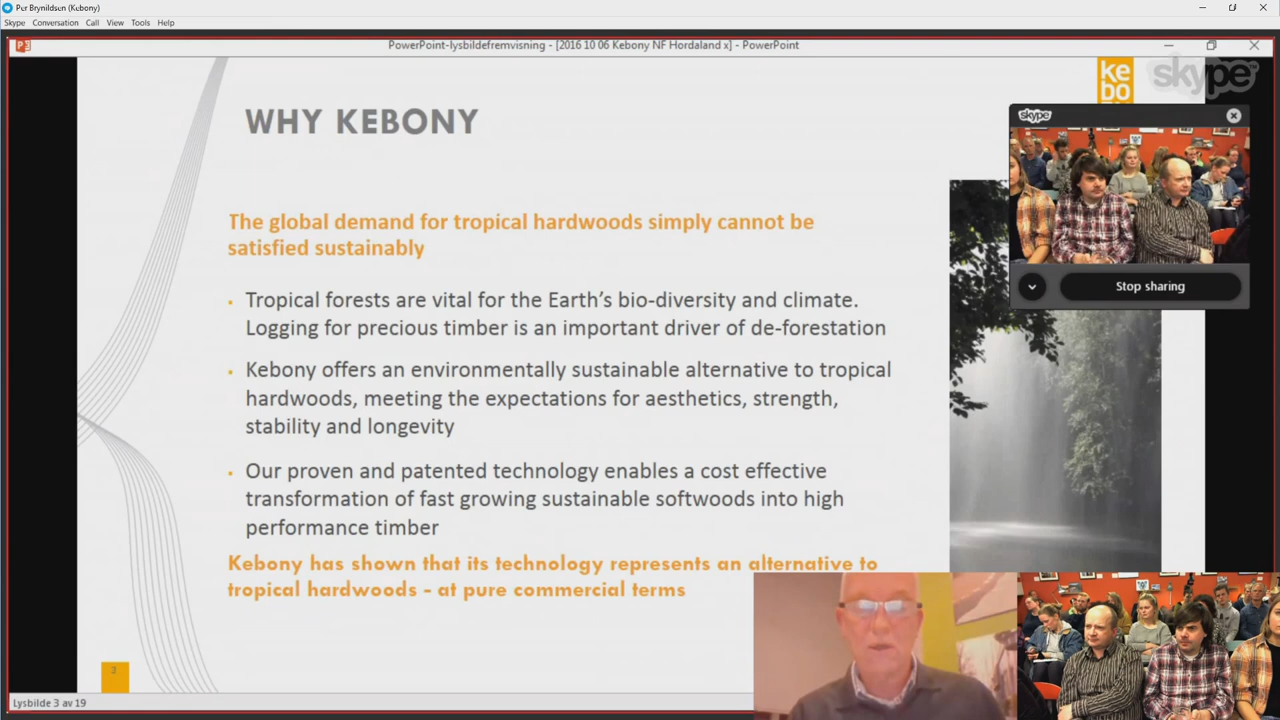 Per Brynildsen (Kebony)
Skype Conversation Call View Tools Help
PowerPoint-lysbildefremvisning - [2016 10 06 Kebony NF Hordaland x] - PowerPoint
ke
bo
skype™
WHY KEBONY
skype
The global demand for tropical hardwoods simply cannot be
satisfied sustainably
Stop sharing
Tropical forests are vital for the Earth's bio-diversity and climate.
Logging for precious timber is an important driver of de-forestation
Kebony offers an environmentally sustainable alternative to tropical
hardwoods, meeting the expectations for aesthetics, strength,
stability and longevity
Our proven and patented technology enables a cost effective
transformation of fast growing sustainable softwoods into high
performance timber
Kebony has shown that its technology represents an alternative to
tropical hardwoods - at pure commercial terms
3
Lysbilde 3 av 19